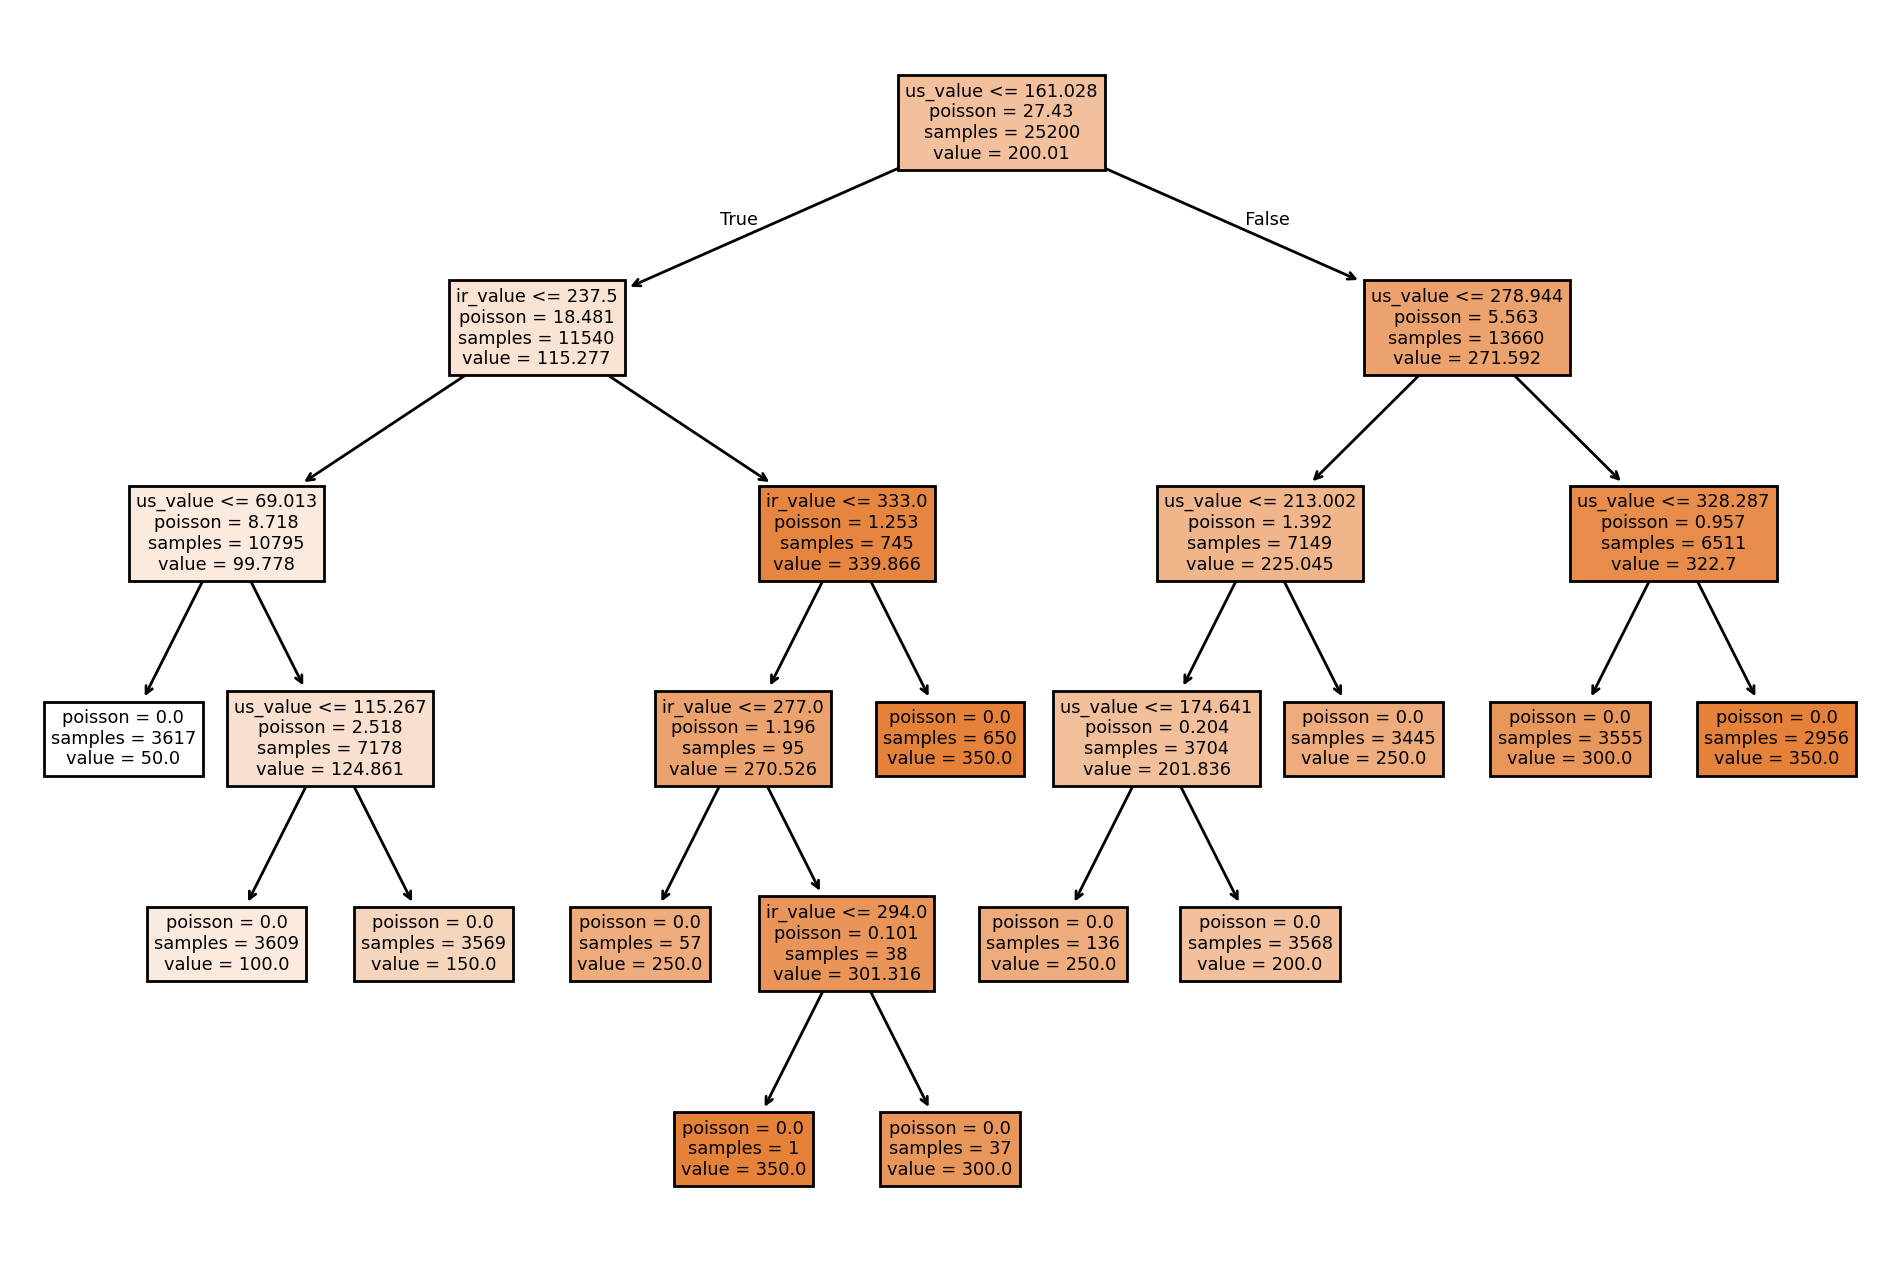 us_value <= 161.028
poisson = 27.43
samples = 25200
value = 200.01
True
False
ir_value <= 237.5
poisson = 18.481
samples = 11540
value = 115.277
us_value <= 278.944
poisson = 5.563
samples = 13660
value = 271.592
us_value <= 69.013
poisson = 8.718
samples = 10795
value = 99.778
ir_value <= 333.0
poisson = 1.253
samples = 745
value = 339.866
us_value <= 213.002
poisson = 1.392
samples = 7149
value = 225.045
us_value <= 328.287
poisson = 0.957
samples = 6511
value = 322.7
poisson = 0.0
samples = 3617
value = 50.0
us_value <= 115.267
poisson = 2.518
samples = 7178
value = 124.861
ir_value <= 277.0
poisson = 1.196
samples = 95
value = 270.526
poisson = 0.0
samples = 650
value = 350.0
us_value <= 174.641
poisson = 0.204
samples = 3704
value = 201.836
poisson = 0.0
samples = 3445
value = 250.0
poisson = 0.0
samples = 3555
value = 300.0
poisson = 0.0
samples = 2956
value = 350.0
poisson = 0.0
samples = 3609
value = 100.0
poisson = 0.0
samples = 3569
value = 150.0
poisson = 0.0
samples = 57
value = 250.0
ir_value <= 294.0
poisson = 0.101
samples = 38
value = 301.316
poisson = 0.0
samples = 136
value = 250.0
poisson = 0.0
samples = 3568
value = 200.0
poisson = 0.0
samples = 1
value = 350.0
poisson = 0.0
samples = 37
value = 300.0